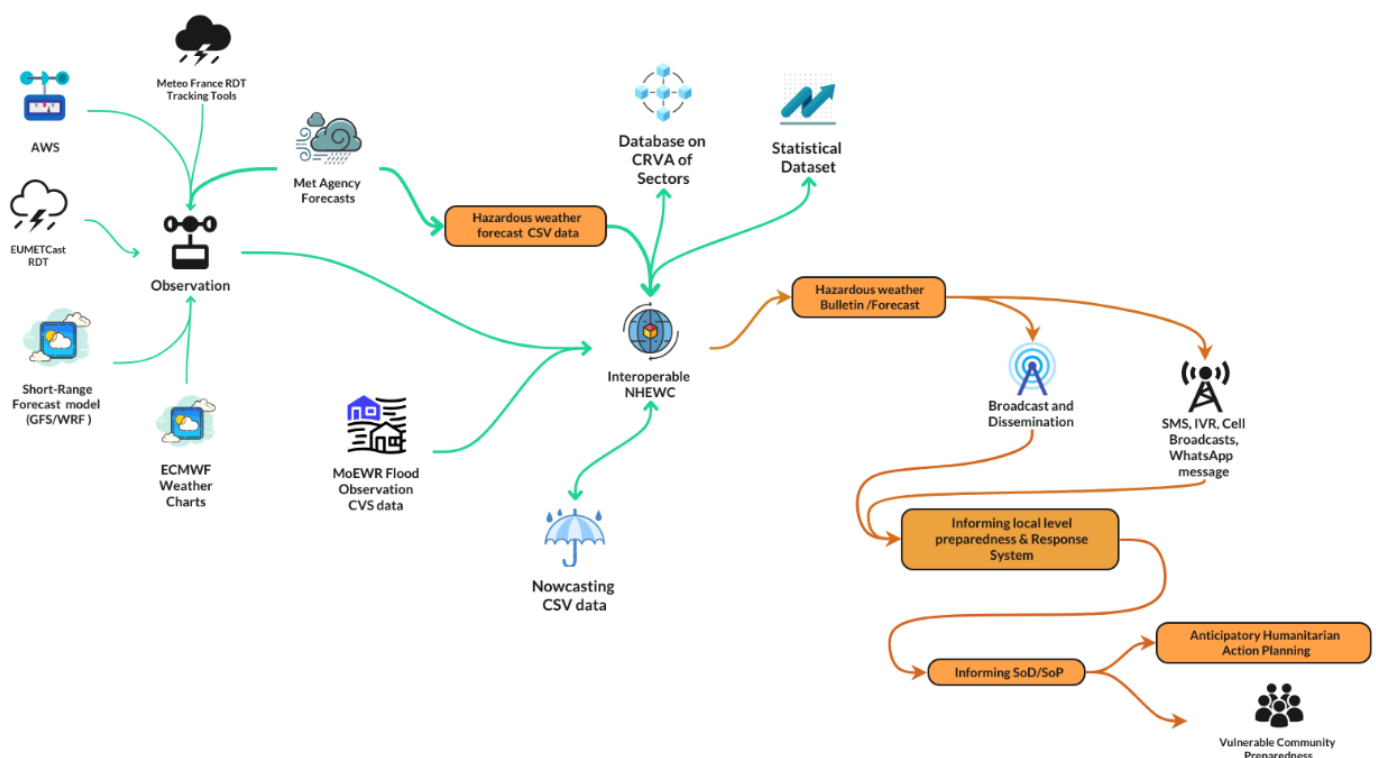 Meteo France RDT
Tracking Tools
AWS
EUMETCast
RDT
Observation
Met Agency
Forecasts
Hazardous weather
forecast CSV data
Database on
CRVA of
Sectors
Statistical
Dataset
Short-Range
Forecast model
(GFS/WRF )
ECMWF
Weather
Charts
MoEWR Flood
Observation
CVS data
Interoperable
NHEWC
Nowcasting
CSV data
Hazardous weather
Bulletin /Forecast
Broadcast and
Dissemination
SMS, IVR, Cell
Broadcasts,
WhatsApp
message
Informing local level
preparedness & Response
System
Informing SoD/SoP
Anticipatory Humanitarian
Action Planning
Vulnerable Community
Preparedness